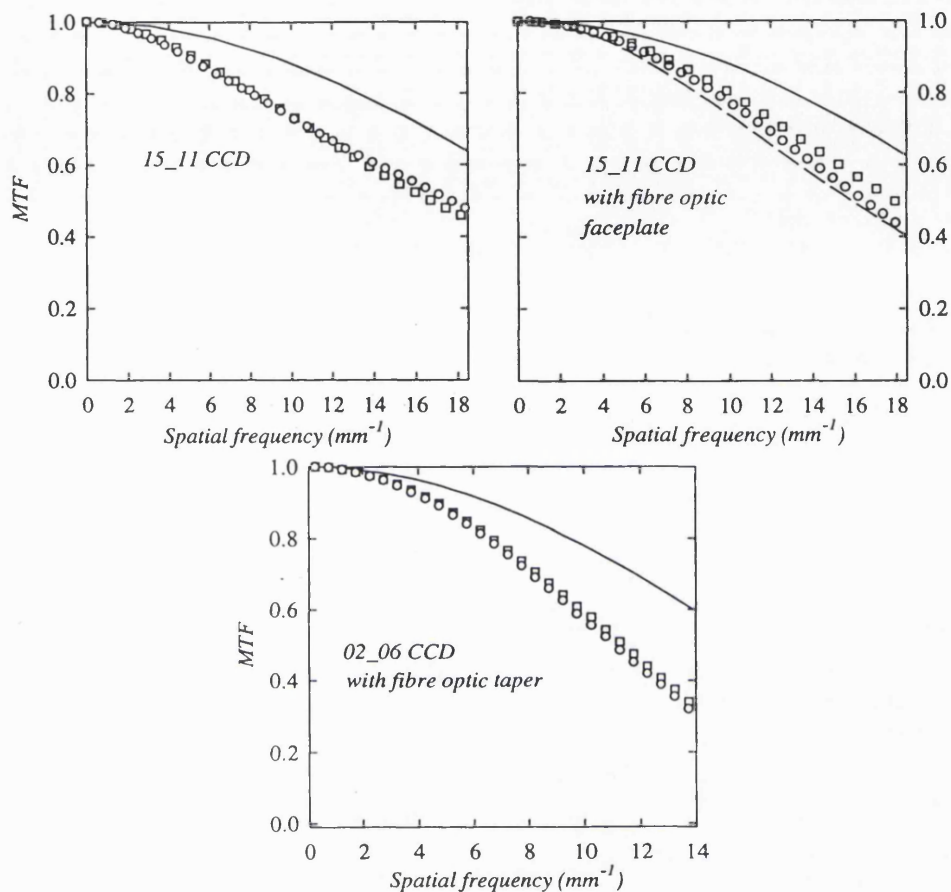 1.0
0.8
0.6
0.4
0.2
0.0
MTF
15_11 CCD
0 2 4 6 8 10 12 14 16 18
Spatial frequency (mm⁻¹)
15_11 CCD
with fibre optic
faceplate
1.0
0.8
0.6
0.4
0.2
0.0
0 2 4 6 8 10 12 14 16 18
Spatial frequency (mm⁻¹)
1.0
0.8
0.6
0.4
0.2
0.0
MTF
02_06 CCD
with fibre optic taper
0 2 4 6 8 10 12 14
Spatial frequency (mm⁻¹)